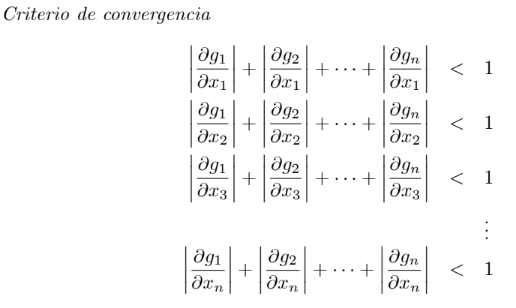 Criterio de convergencia
|∂g₁/∂x₁| + |∂g₂/∂x₁| + ⋯ + |∂gₙ/∂x₁| < 1
|∂g₁/∂x₂| + |∂g₂/∂x₂| + ⋯ + |∂gₙ/∂x₂| < 1
|∂g₁/∂x₃| + |∂g₂/∂x₃| + ⋯ + |∂gₙ/∂x₃| < 1
⋮
|∂g₁/∂xₙ| + |∂g₂/∂xₙ| + ⋯ + |∂gₙ/∂xₙ| < 1